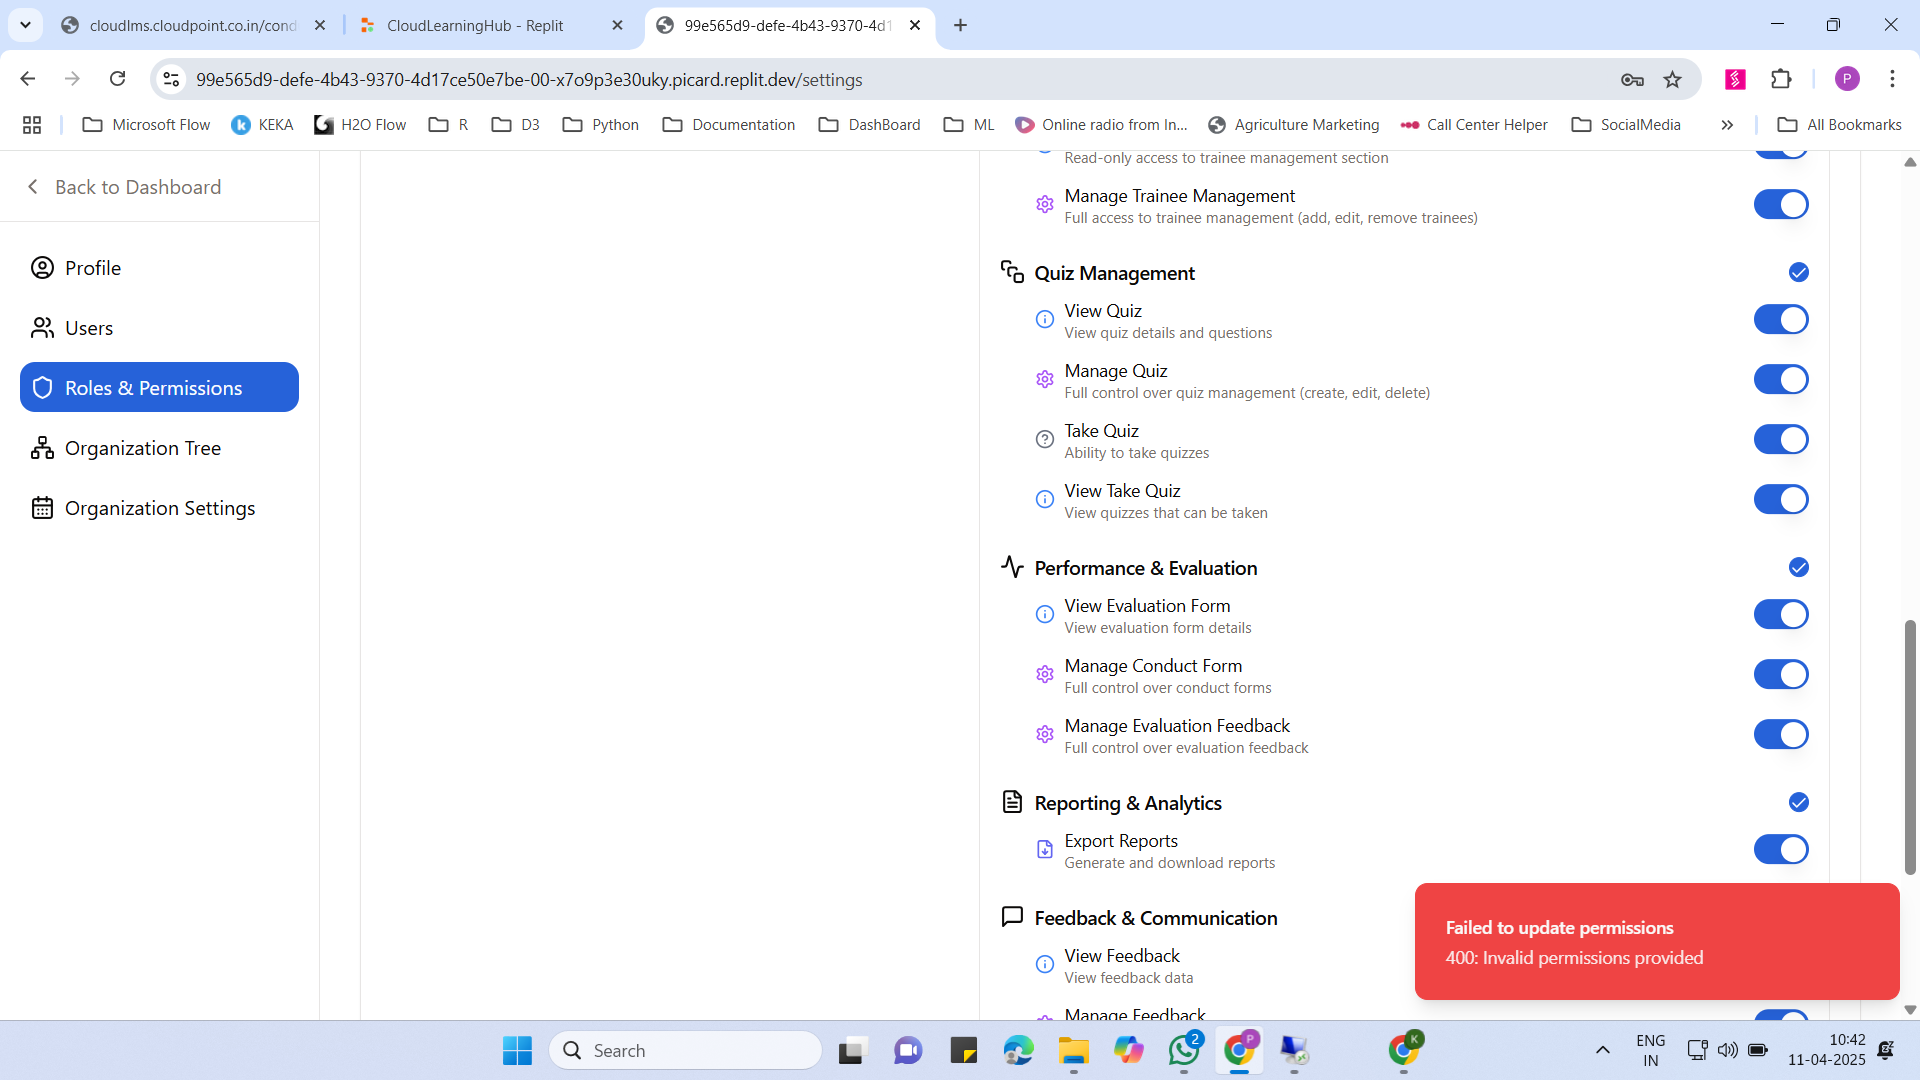 cloudlms.cloudpoint.co.in/cond
CloudLearningHub - Replit
99e565d9-defe-4b43-9370-4d1
99e565d9-defe-4b43-9370-4d17ce50e7be-00-x7o9p3e30uky.picard.replit.dev/settings
P
Microsoft Flow
KEKA
H2O Flow
R
D3
Python
Documentation
DashBoard
ML
Online radio from In...
Agriculture Marketing
Call Center Helper
SocialMedia
All Bookmarks
Back to Dashboard
Profile
Users
Roles & Permissions
Organization Tree
Organization Settings
Read-only access to trainee management section
Manage Trainee Management
Full access to trainee management (add, edit, remove trainees)
Quiz Management
View Quiz
View quiz details and questions
Manage Quiz
Full control over quiz management (create, edit, delete)
Take Quiz
Ability to take quizzes
View Take Quiz
View quizzes that can be taken
Performance & Evaluation
View Evaluation Form
View evaluation form details
Manage Conduct Form
Full control over conduct forms
Manage Evaluation Feedback
Full control over evaluation feedback
Reporting & Analytics
Export Reports
Generate and download reports
Feedback & Communication
View Feedback
View feedback data
Manage Feedback
Failed to update permissions
400: Invalid permissions provided
Search
2
P
K
ENG
IN
10:42
11-04-2025